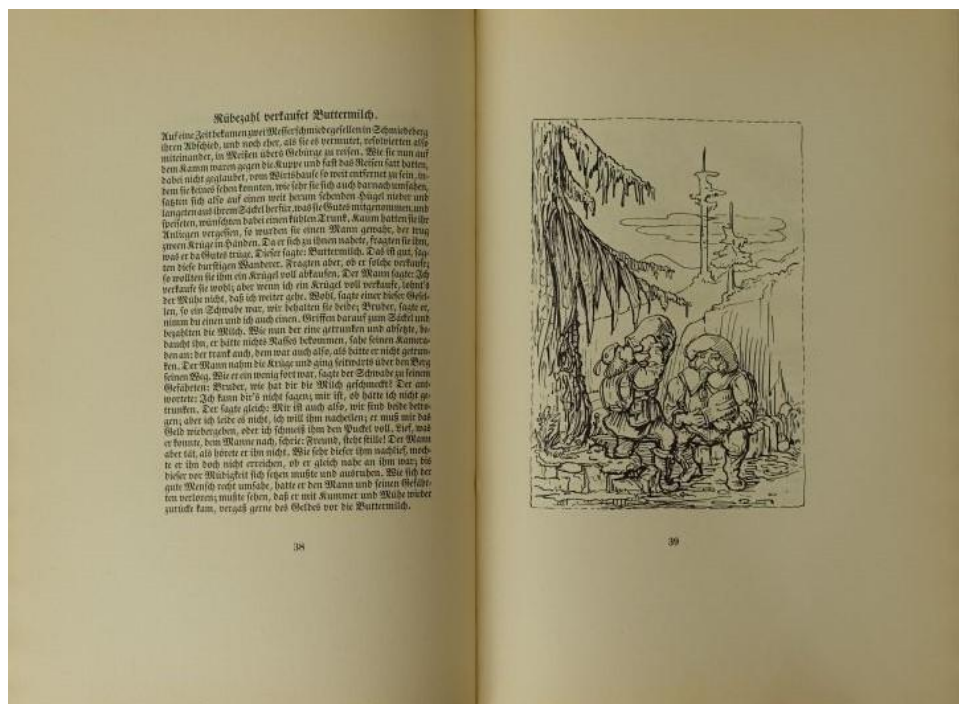 Rübezahl verkaufet Buttermilch.
Auf eine Zeit bekamen zwei Messerschmiedegesellen in Schmiedeberg
ihren Abschied, und noch eher, als sie es vermutet, resolvierten also
miteinander, in Meißen übers Gebürge zu reisen. Wie sie nun auf
dem Kamm waren gegen die Kuppe und fast das Reisen satt hatten,
dabei nicht geglaubet, vom Wirtshause so weit entfernet zu sein, in-
dem sie keines sehen konnten, wie sehr sie sich auch darnach umsahen,
satzten sich also auf einen weit herum sehenden Hügel nieder und
langeten aus ihrem Säckel herfür, was sie Gutes mitgenommen, und
speiseten, wünschten dabei einen kühlen Trunk. Kaum hatten sie ihr
Anliegen vergessen, so wurden sie einen Mann gewahr, der trug
zween Krüge in Händen. Da er sich zu ihnen nahete, fragten sie ihm,
was er da Gutes trüge. Dieser sagte: Buttermilch. Das ist gut, sag-
ten diese durstigen Wanderer. Fragten aber, ob er solche verkaufe;
so wollten sie ihm ein Krügel voll abkaufen. Der Mann sagte: Ich
verkaufe sie wohl; aber wenn ich ein Krügel voll verkaufe, lohnt's
der Mühe nicht, daß ich weiter gehe. Wohl, sagte einer dieser Gesel-
len, so ein Schwabe war, wir behalten sie beide; Bruder, sagte er,
nimm du einen und ich auch einen. Griffen darauf zum Säckel und
bezahlten die Milch. Wie nun der eine getrunken und absetzte, be-
daucht ihn, er hätte nichts Nasses bekommen, sahe seinen Kamera-
den an: der trank auch, dem war auch also, als hätte er nicht getrun-
ken. Der Mann nahm die Krüge und ging seitwärts über den Berg
seinen Weg. Wie er ein wenig fort war, sagte der Schwabe zu seinem
Gefährten: Bruder, wie hat dir die Milch geschmeckt? Der ant-
wortete: Ich kann dir's nicht sagen; mir ist, ob hätte ich nicht ge-
trunken. Der sagte gleich: Mir ist auch also, wir sind beide betro-
gen; aber ich leide es nicht, ich will ihm nacheilen; er muß mir das
Geld wiedergeben, oder ich schmeiß ihm den Puckel voll. Lief, was
er konnte, dem Manne nach, schrie: Freund, steht stille! Der Mann
aber tät, als hörete er ihn nicht. Wie sehr dieser ihm nachlief, moch-
te er ihn doch nicht erreichen, ob er gleich nahe an ihm war; bis
dieser vor Müdigkeit sich setzen mußte und ausruhen. Wie sich der
gute Mensch recht umsahe, hatte er den Mann und seinen Gefähr-
ten verloren; mußte sehen, daß er mit Kummer und Mühe wieder
zurücke kam, vergaß gerne des Geldes vor die Buttermilch.
38
39